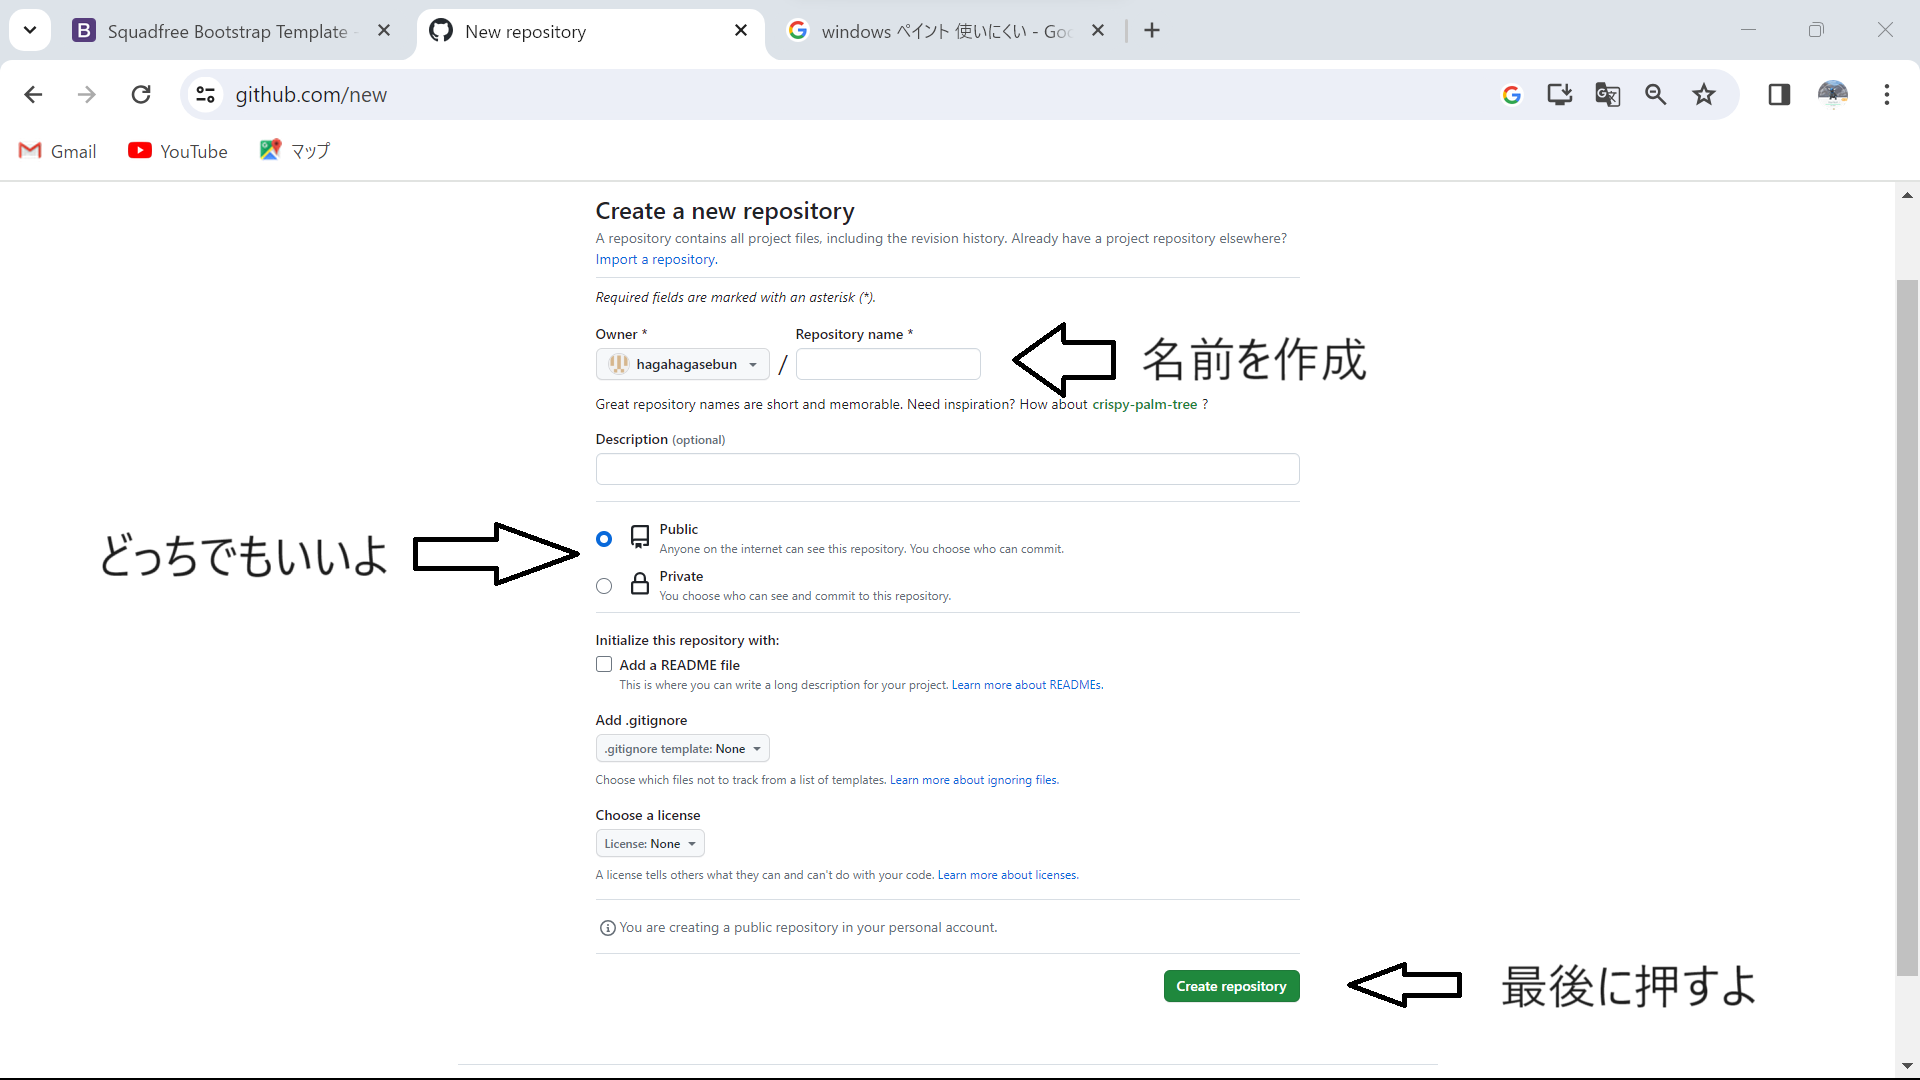 Squadfree Bootstrap Template -
New repository
windows ペイント 使いにくい - Goo
github.com/new
Gmail
YouTube
マップ
Create a new repository
A repository contains all project files, including the revision history. Already have a project repository elsewhere?
Import a repository.
Required fields are marked with an asterisk (*).
Owner *
Repository name *
hagahagasebun
/
名前を作成
Great repository names are short and memorable. Need inspiration? How about crispy-palm-tree ?
Description (optional)
どっちでもいいよ
Public
Anyone on the internet can see this repository. You choose who can commit.
Private
You choose who can see and commit to this repository.
Initialize this repository with:
Add a README file
This is where you can write a long description for your project. Learn more about READMEs.
Add .gitignore
.gitignore template: None
Choose which files not to track from a list of templates. Learn more about ignoring files.
Choose a license
License: None
A license tells others what they can and can't do with your code. Learn more about licenses.
You are creating a public repository in your personal account.
Create repository
最後に押すよ